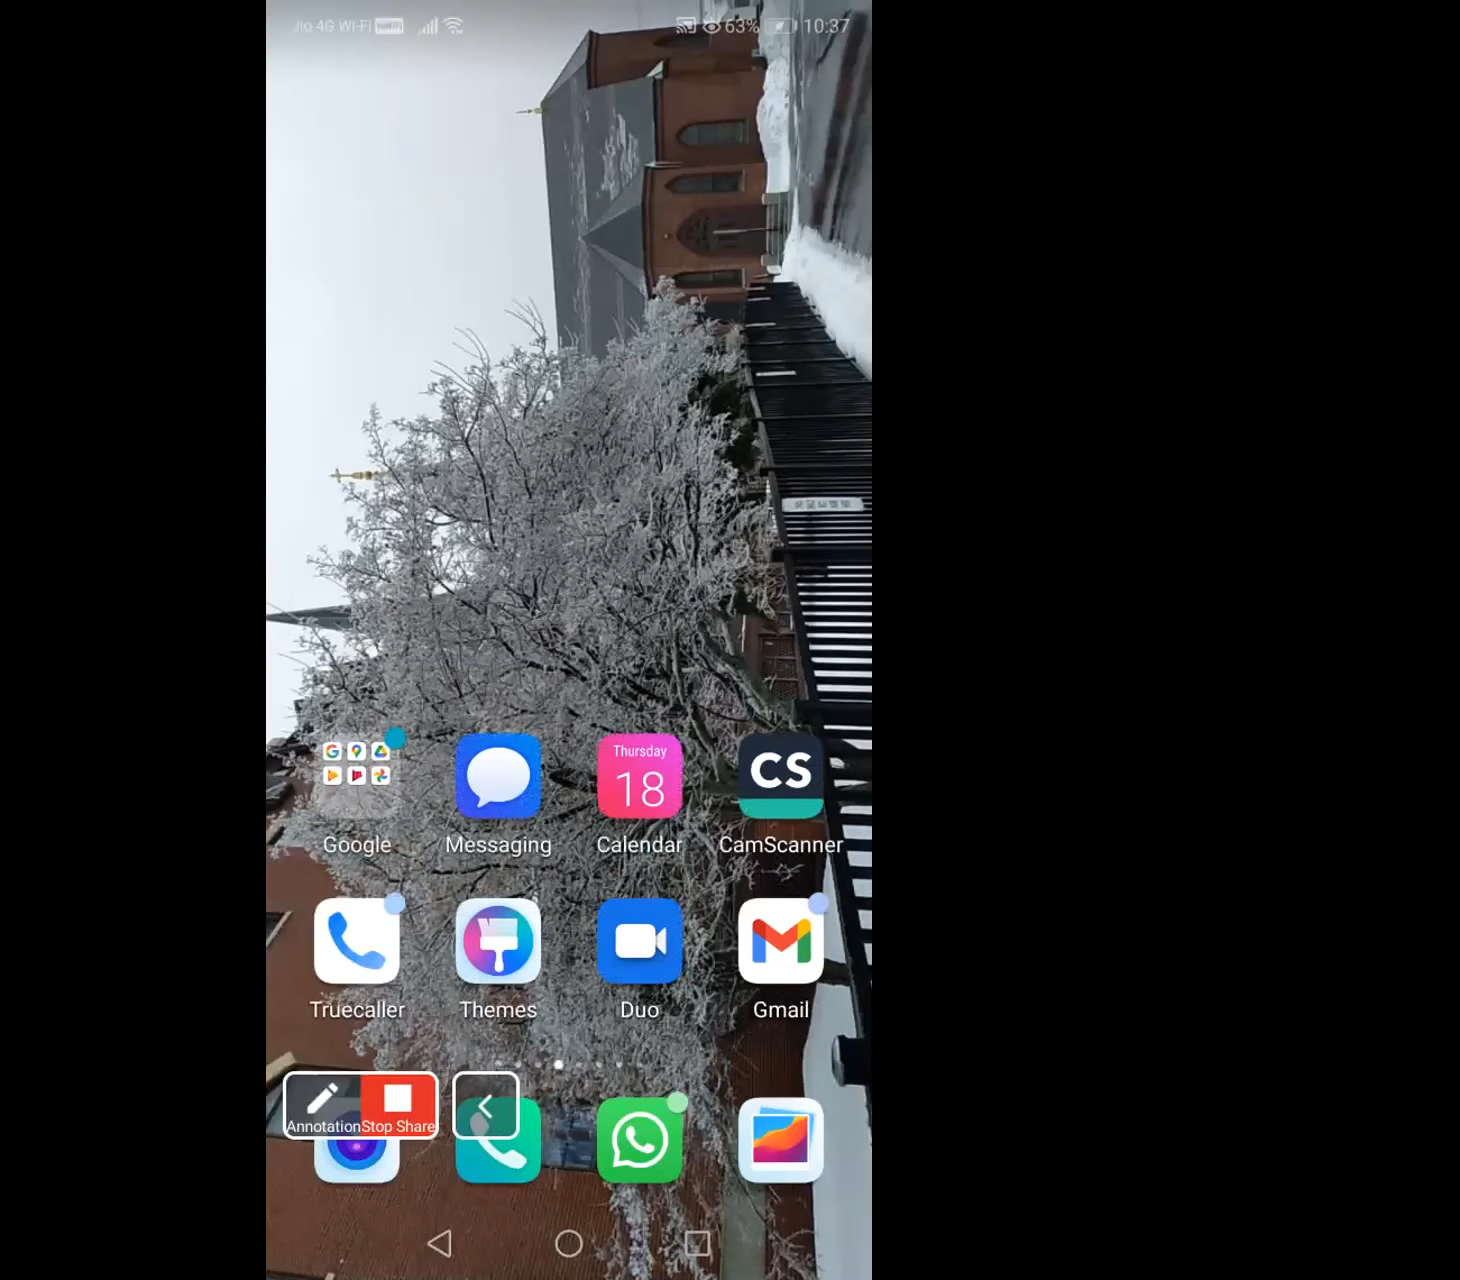 Jio 4G Wi-Fi 63% 10:37
Thursday
18
CS
Google Messaging Calendar CamScanner
Truecaller Themes Duo Gmail
Annotation Stop Share